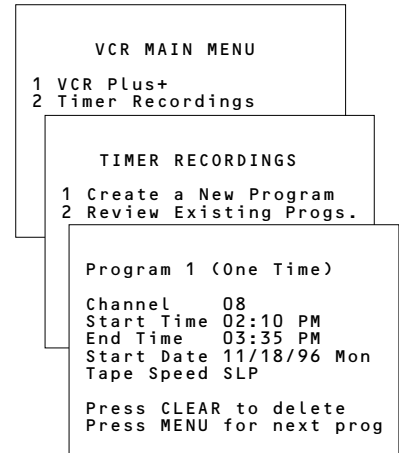 VCR MAIN MENU
1 VCR Plus+
2 Timer Recordings
TIMER RECORDINGS
1 Create a New Program
2 Review Existing Progs.
Program 1 (One Time)
Channel 08
Start Time 02:10 PM
End Time 03:35 PM
Start Date 11/18/96 Mon
Tape Speed SLP
Press CLEAR to delete
Press MENU for next prog